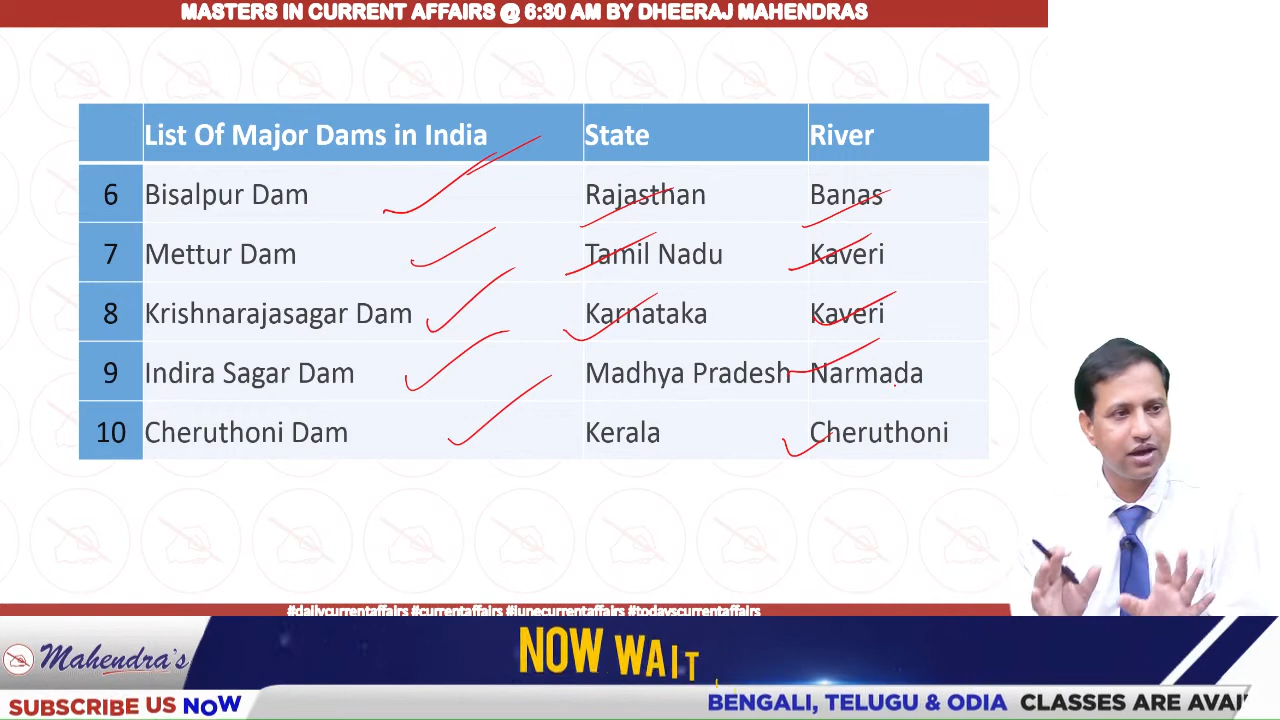 MASTERS IN CURRENT AFFAIRS @ 6:30 AM BY DHEERAJ MAHENDRAS
List Of Major Dams in India State River
6 Bisalpur Dam Rajasthan Banas
7 Mettur Dam Tamil Nadu Kaveri
8 Krishnarajasagar Dam Karnataka Kaveri
9 Indira Sagar Dam Madhya Pradesh Narmada
10 Cheruthoni Dam Kerala Cheruthoni
#dailycurrentaffairs #currentaffairs #junecurrentaffairs #todayscurrentaffairs
Mahendra's
NOW WAIT
SUBSCRIBE US NOW
BENGALI, TELUGU & ODIA CLASSES ARE AVAI